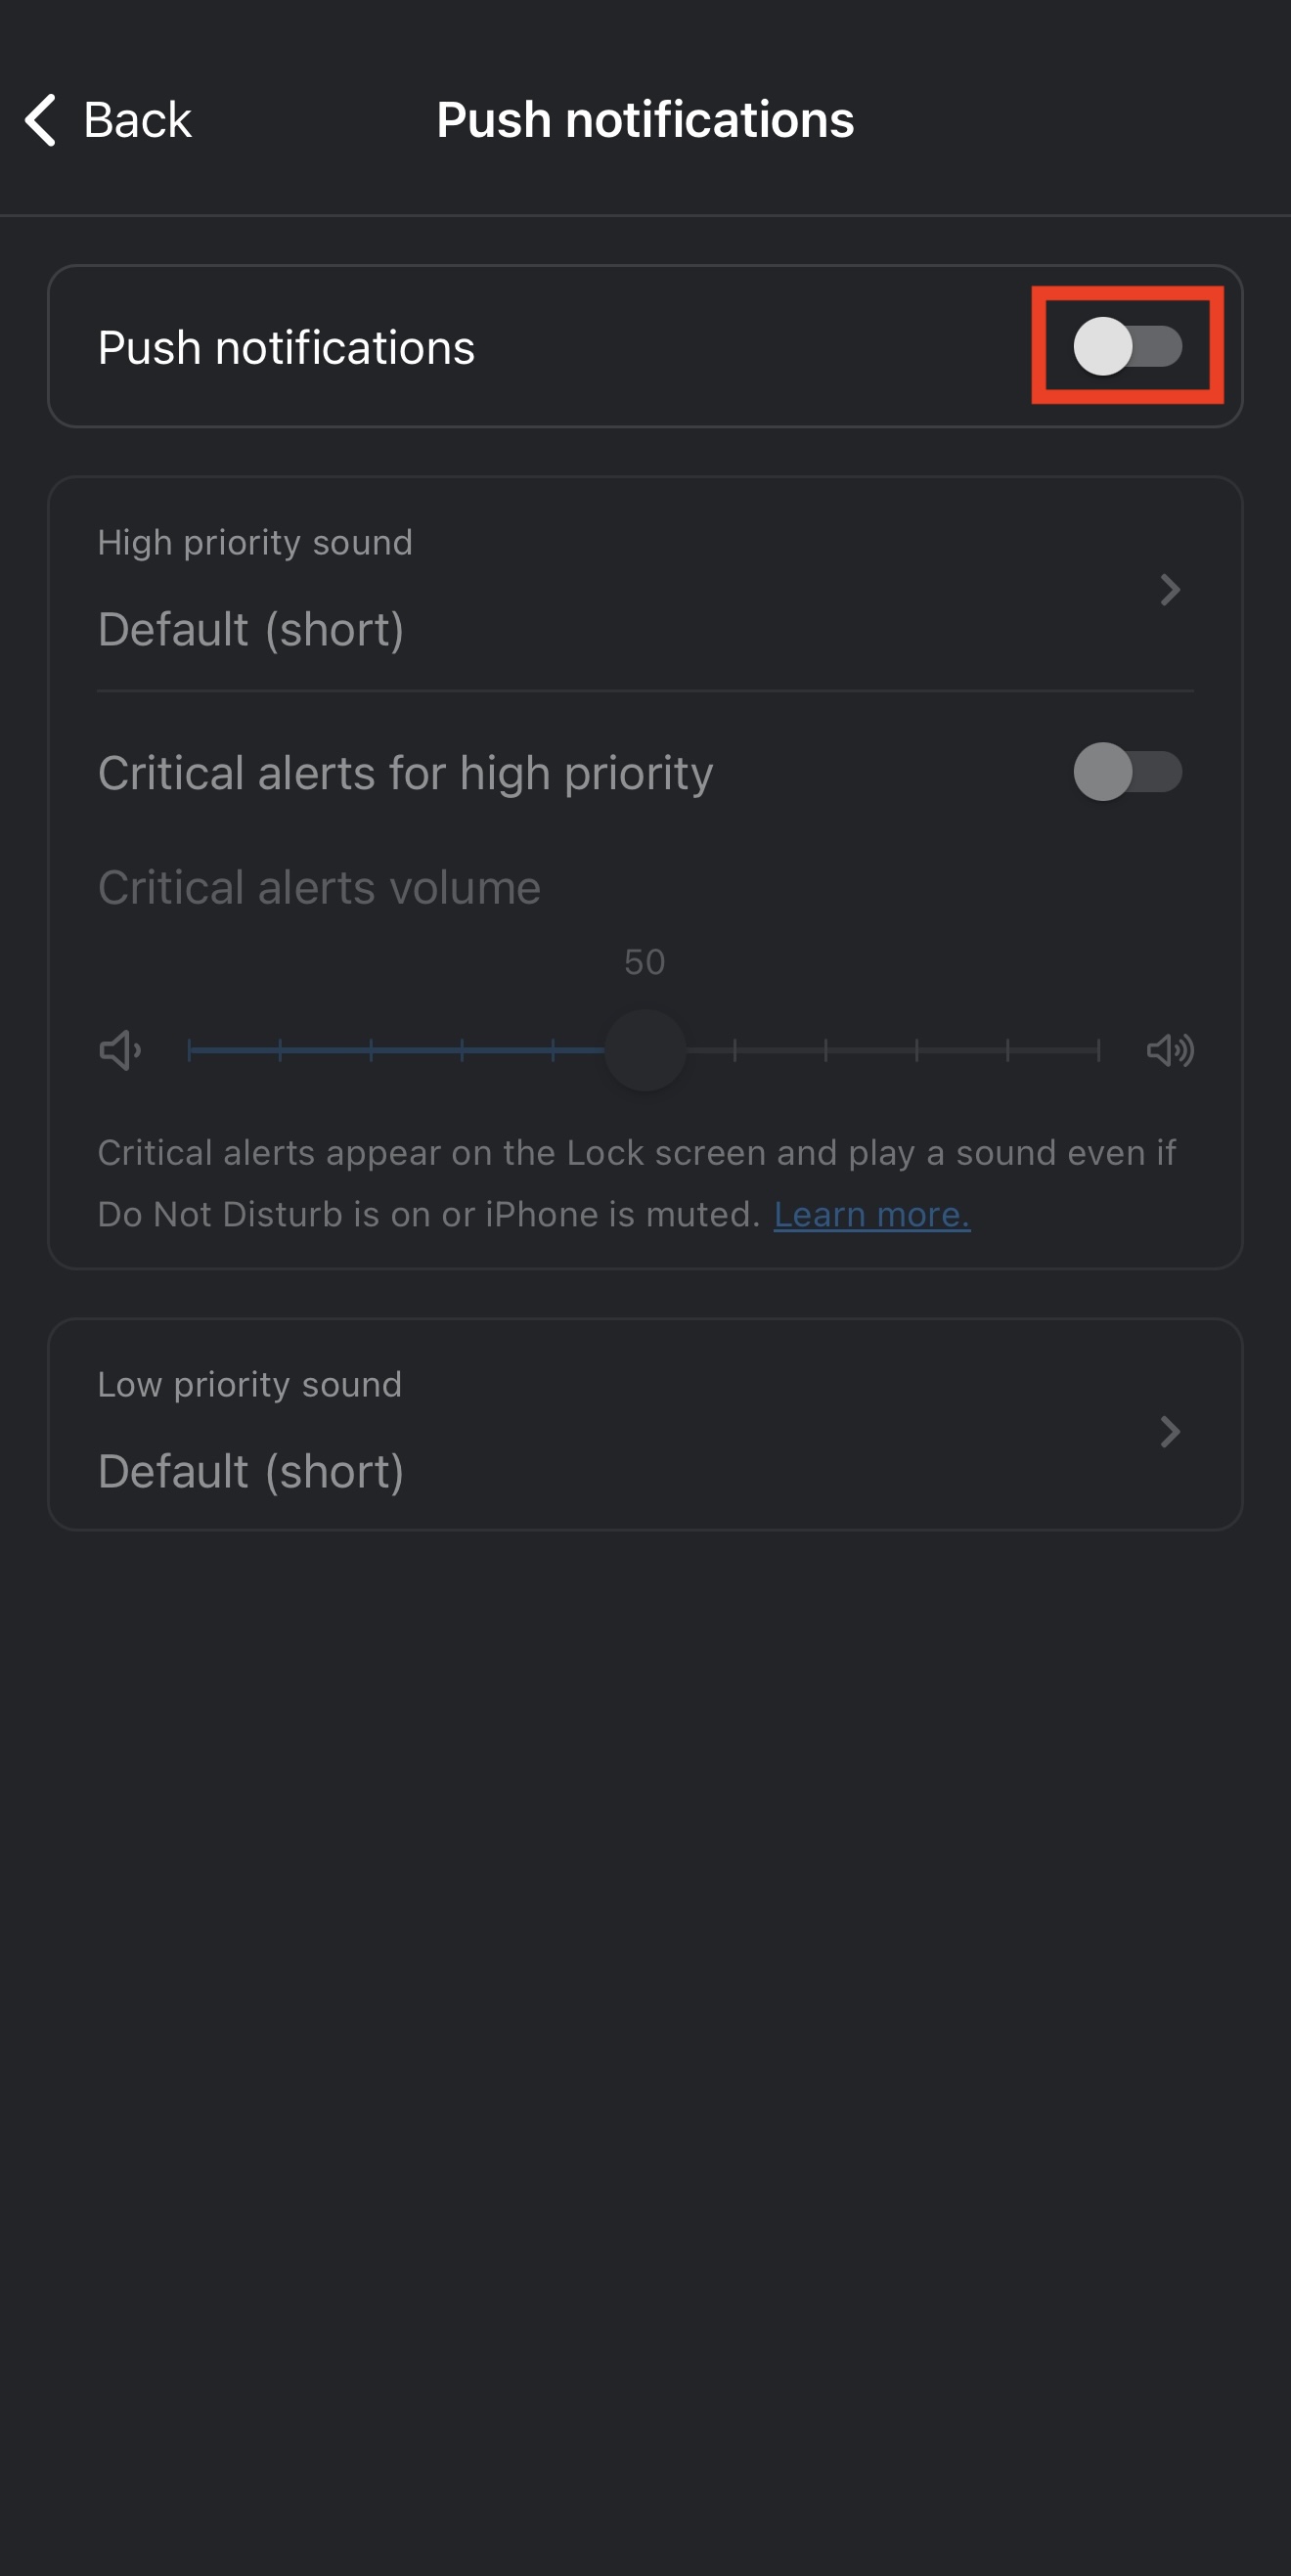 Back
Push notifications
Push notifications
High priority sound
Default (short)
Critical alerts for high priority
Critical alerts volume
50
Critical alerts appear on the Lock screen and play a sound even if
Do Not Disturb is on or iPhone is muted. Learn more.
Low priority sound
Default (short)